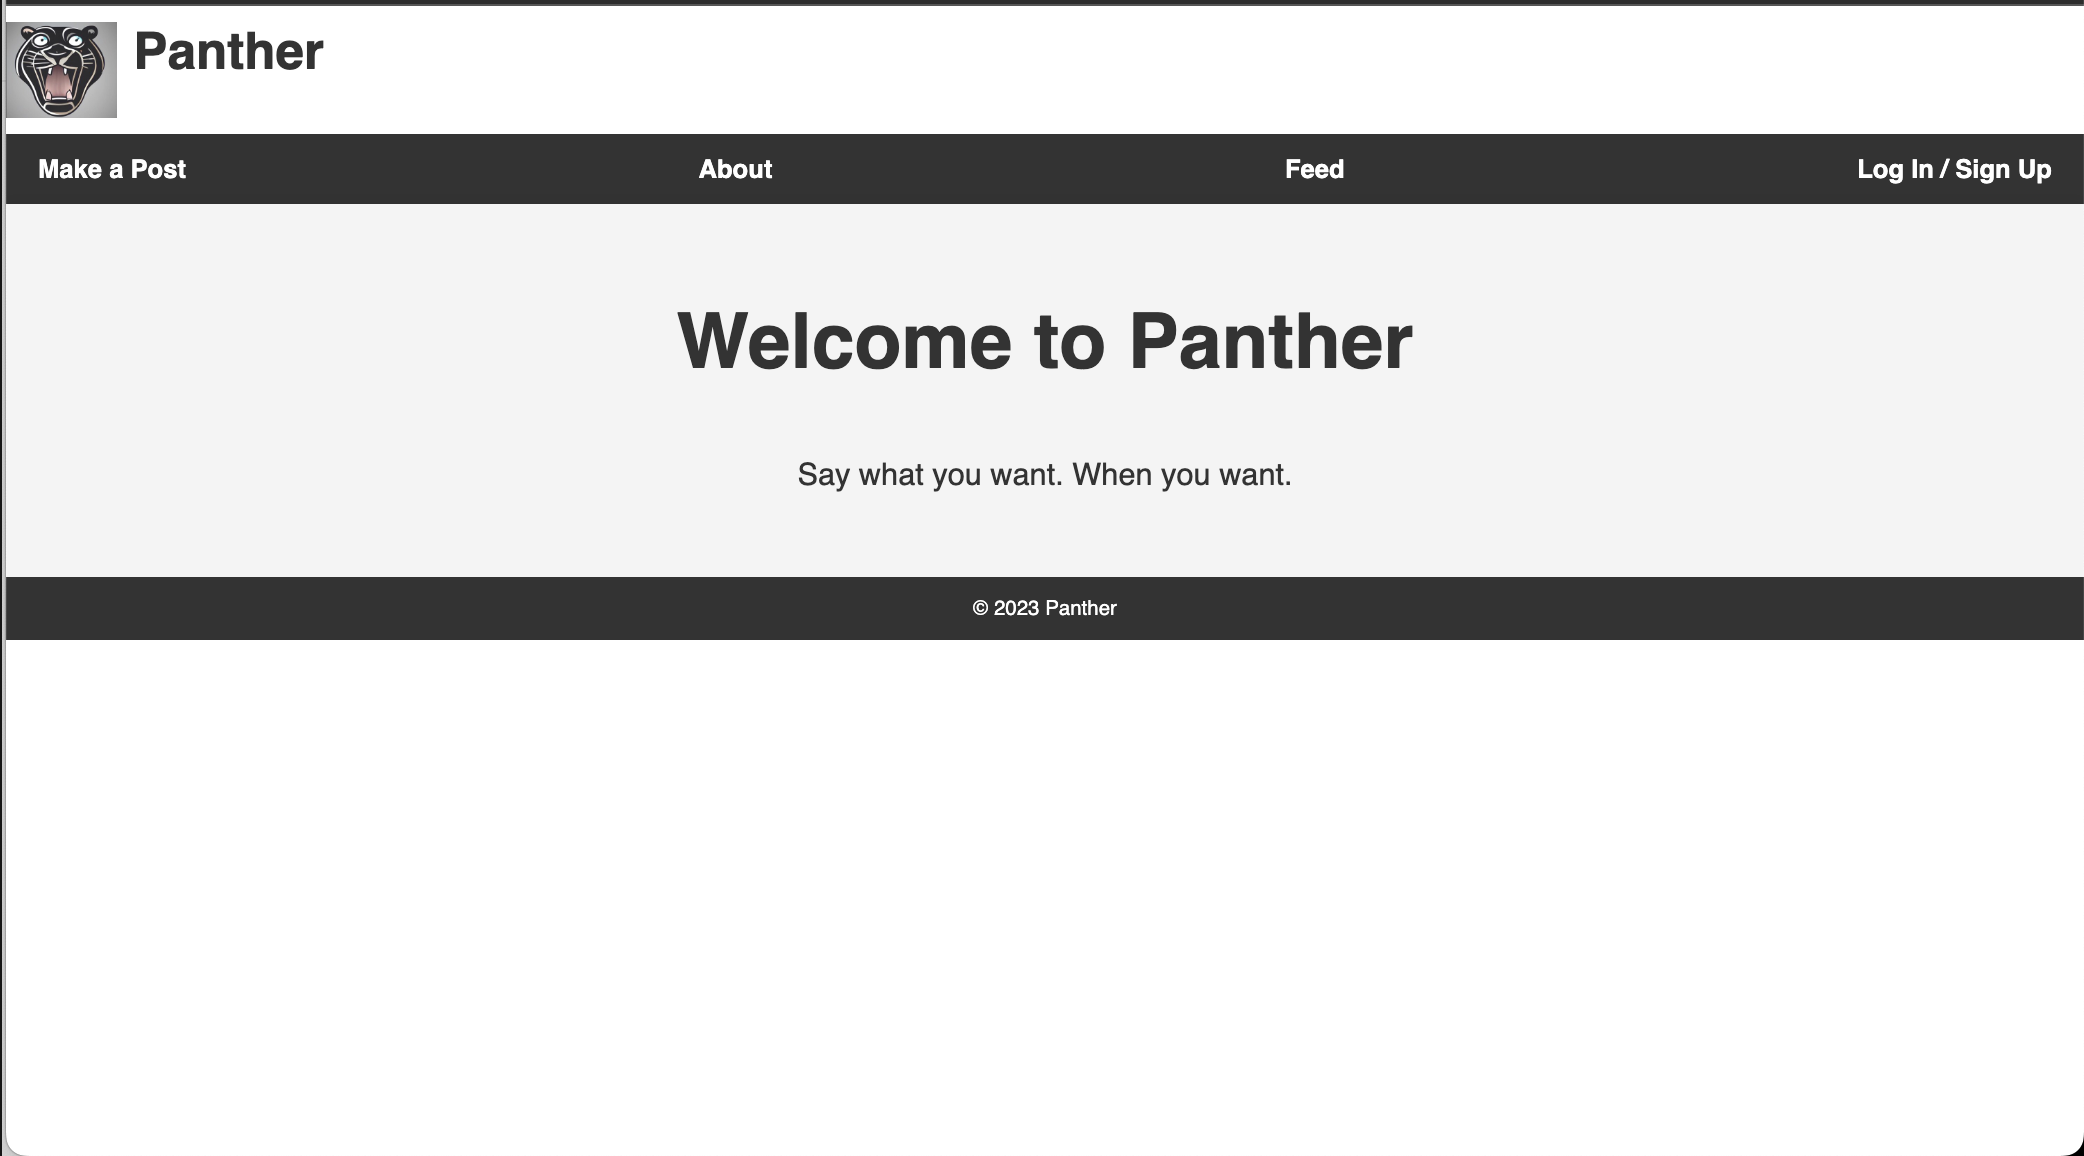 Panther
Make a Post About Feed Log In / Sign Up
Welcome to Panther
Say what you want. When you want.
© 2023 Panther